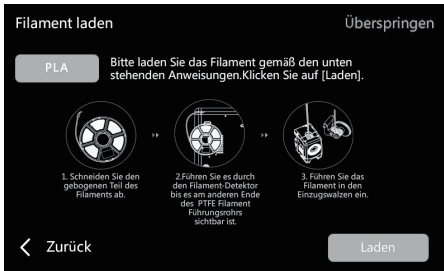 Filament laden
Überspringen
PLA
Bitte laden Sie das Filament gemäß den unten
stehenden Anweisungen.Klicken Sie auf [Laden].
1. Schneiden Sie den
gebogenen Teil des
Filaments ab.
2.Führen Sie es durch
den Filament-Detektor
bis es am anderen Ende
des PTFE Filament
Führungsrohrs
sichtbar ist.
3. Führen Sie das
Filament in den
Einzugswalzen ein.
Zurück
Laden